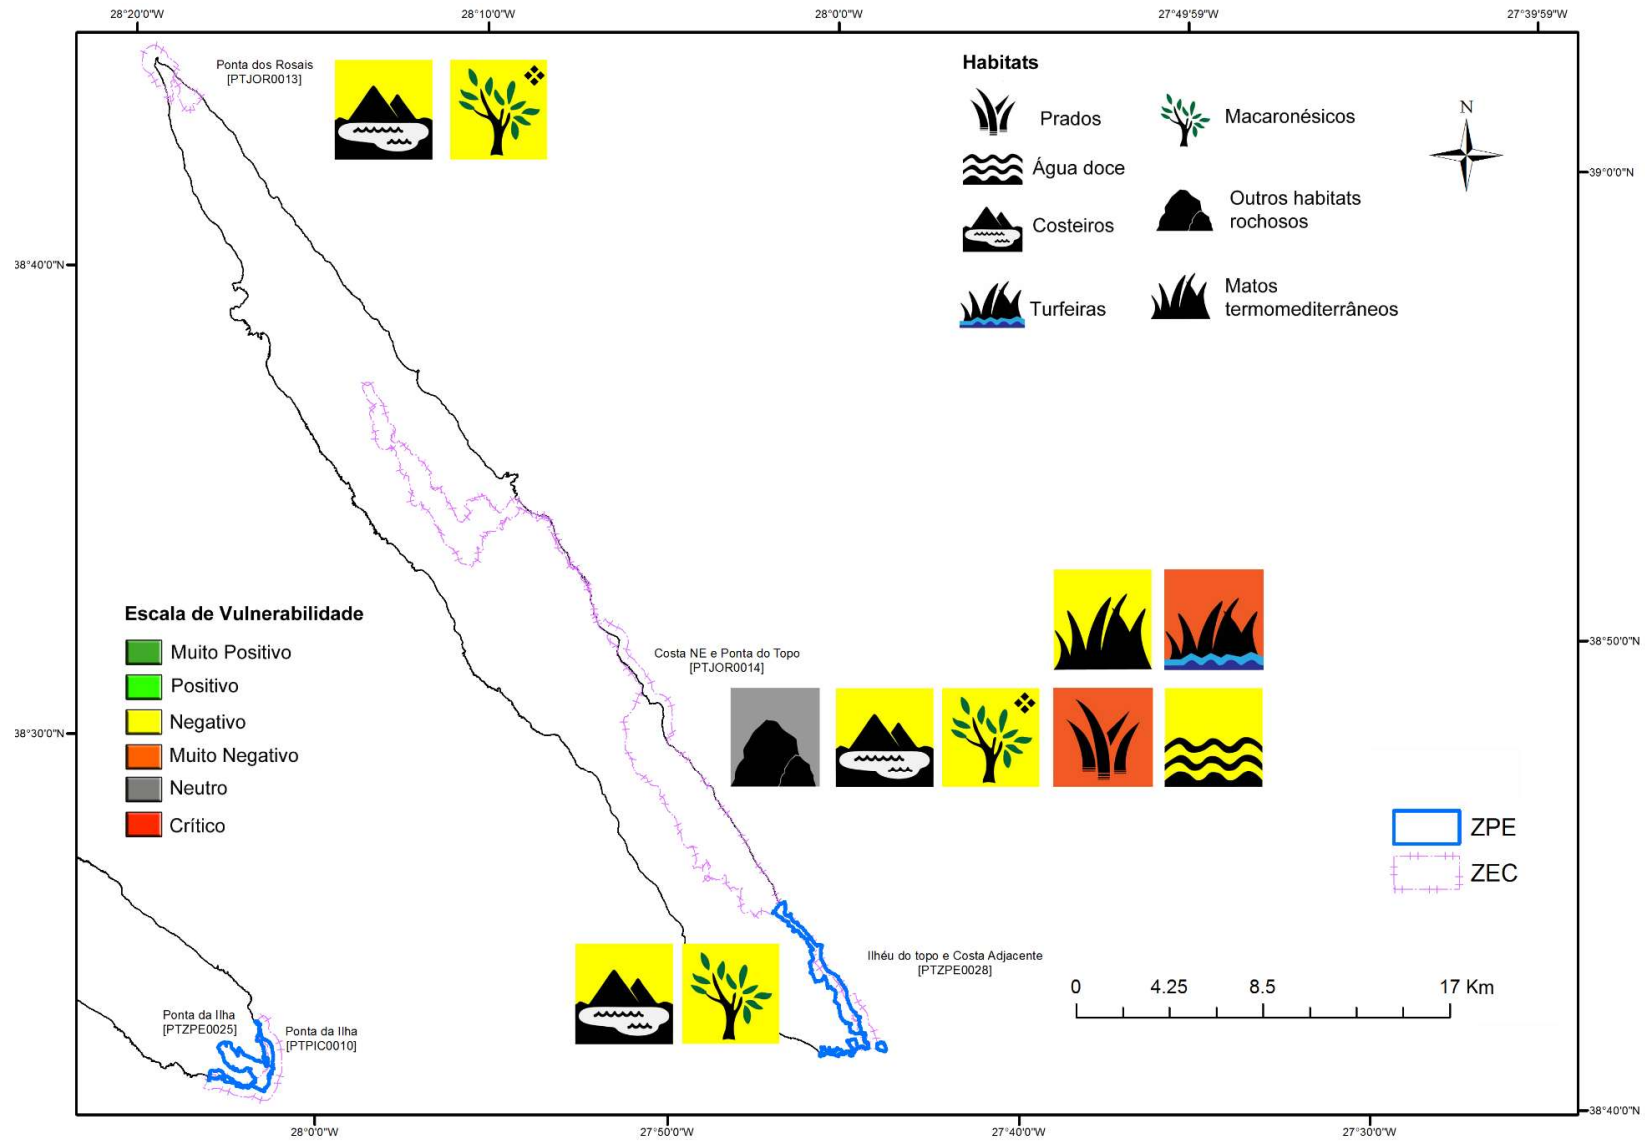 28°20'0"W
28°10'0"W
28°0'0"W
27°49'59"W
27°39'59"W
Ponta dos Rosais
[PTJOR0013]
Habitats
Prados
Água doce
Costeiros
Turfeiras
Macaronésicos
Outros habitats
rochosos
Matos
termomediterrâneos
N
39°0'0"N
38°40'0"N
38°50'0"N
38°30'0"N
38°40'0"N
Escala de Vulnerabilidade
Muito Positivo
Positivo
Negativo
Muito Negativo
Neutro
Crítico
Costa NE e Ponta do Topo
[PTJOR0014]
ZPE
ZEC
Ilhéu do topo e Costa Adjacente
[PTZPE0028]
0 4.25 8.5 17 Km
Ponta da Ilha
[PTZPE0025]
Ponta da Ilha
[PTPIC0010]
28°0'0"W
27°50'0"W
27°40'0"W
27°30'0"W